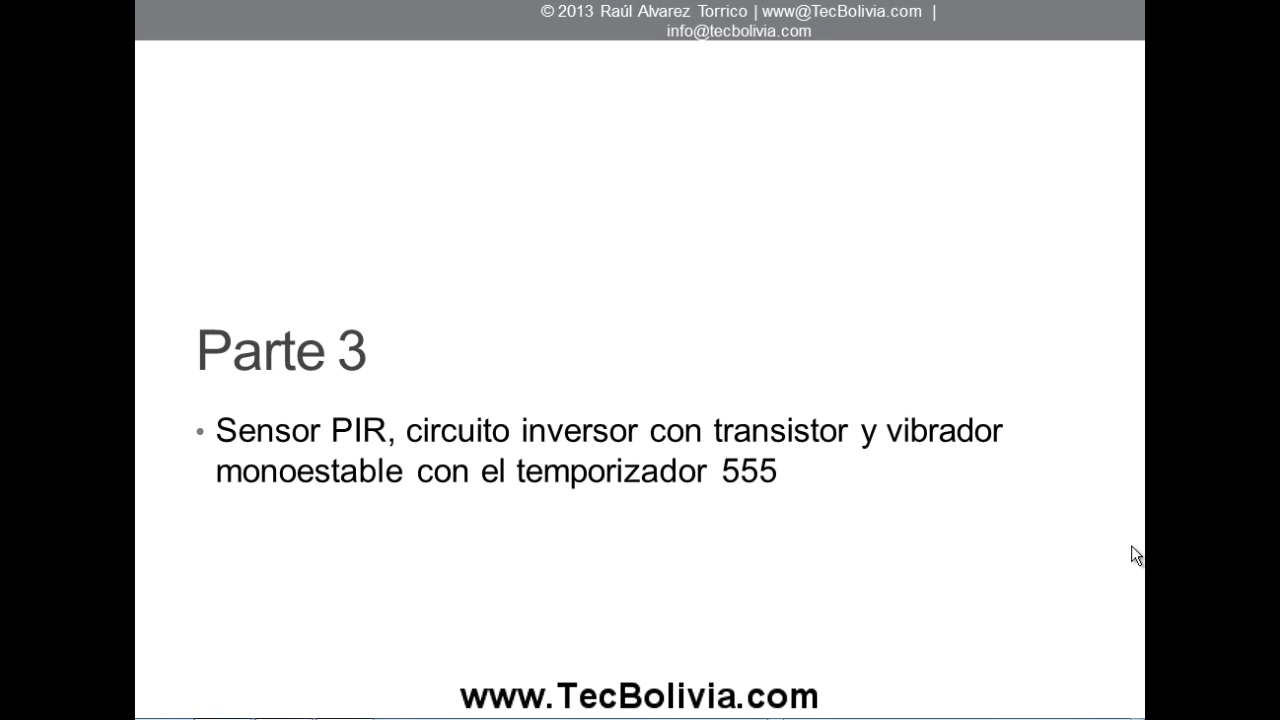 © 2013 Raúl Alvarez Torrico | www@TecBolivia.com |
info@tecbolivia.com
Parte 3
• Sensor PIR, circuito inversor con transistor y vibrador
monoestable con el temporizador 555
www.TecBolivia.com